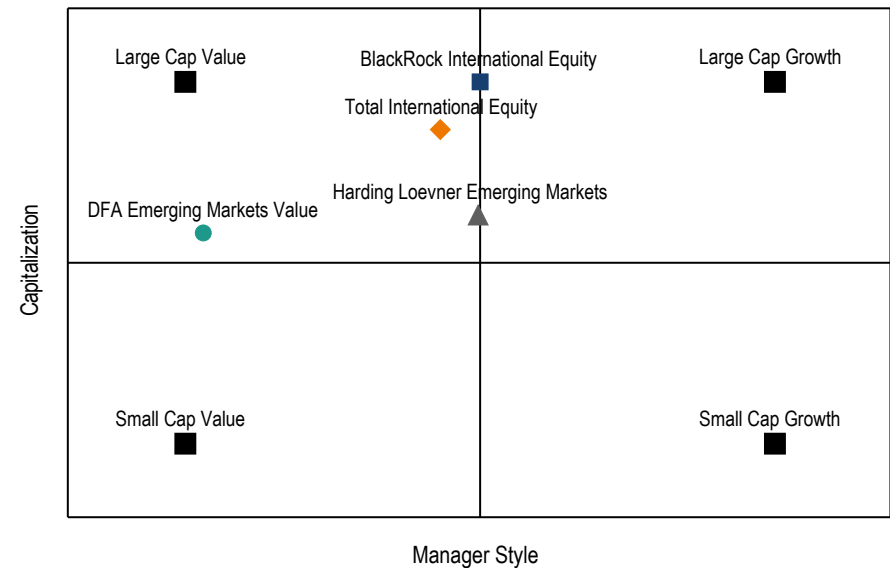 Large Cap Value
BlackRock International Equity
Large Cap Growth
Total International Equity
Harding Loevner Emerging Markets
DFA Emerging Markets Value
Capitalization
Small Cap Value
Small Cap Growth
Manager Style